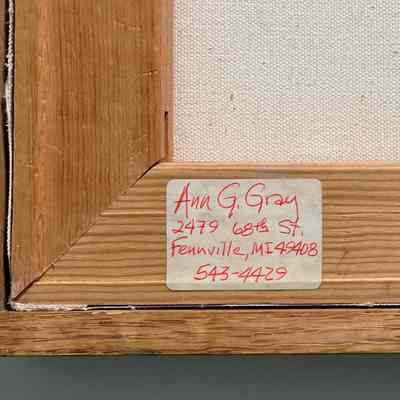 Ann G. Gray
2479 68th St.
Fennville, MI 49408
543-4429